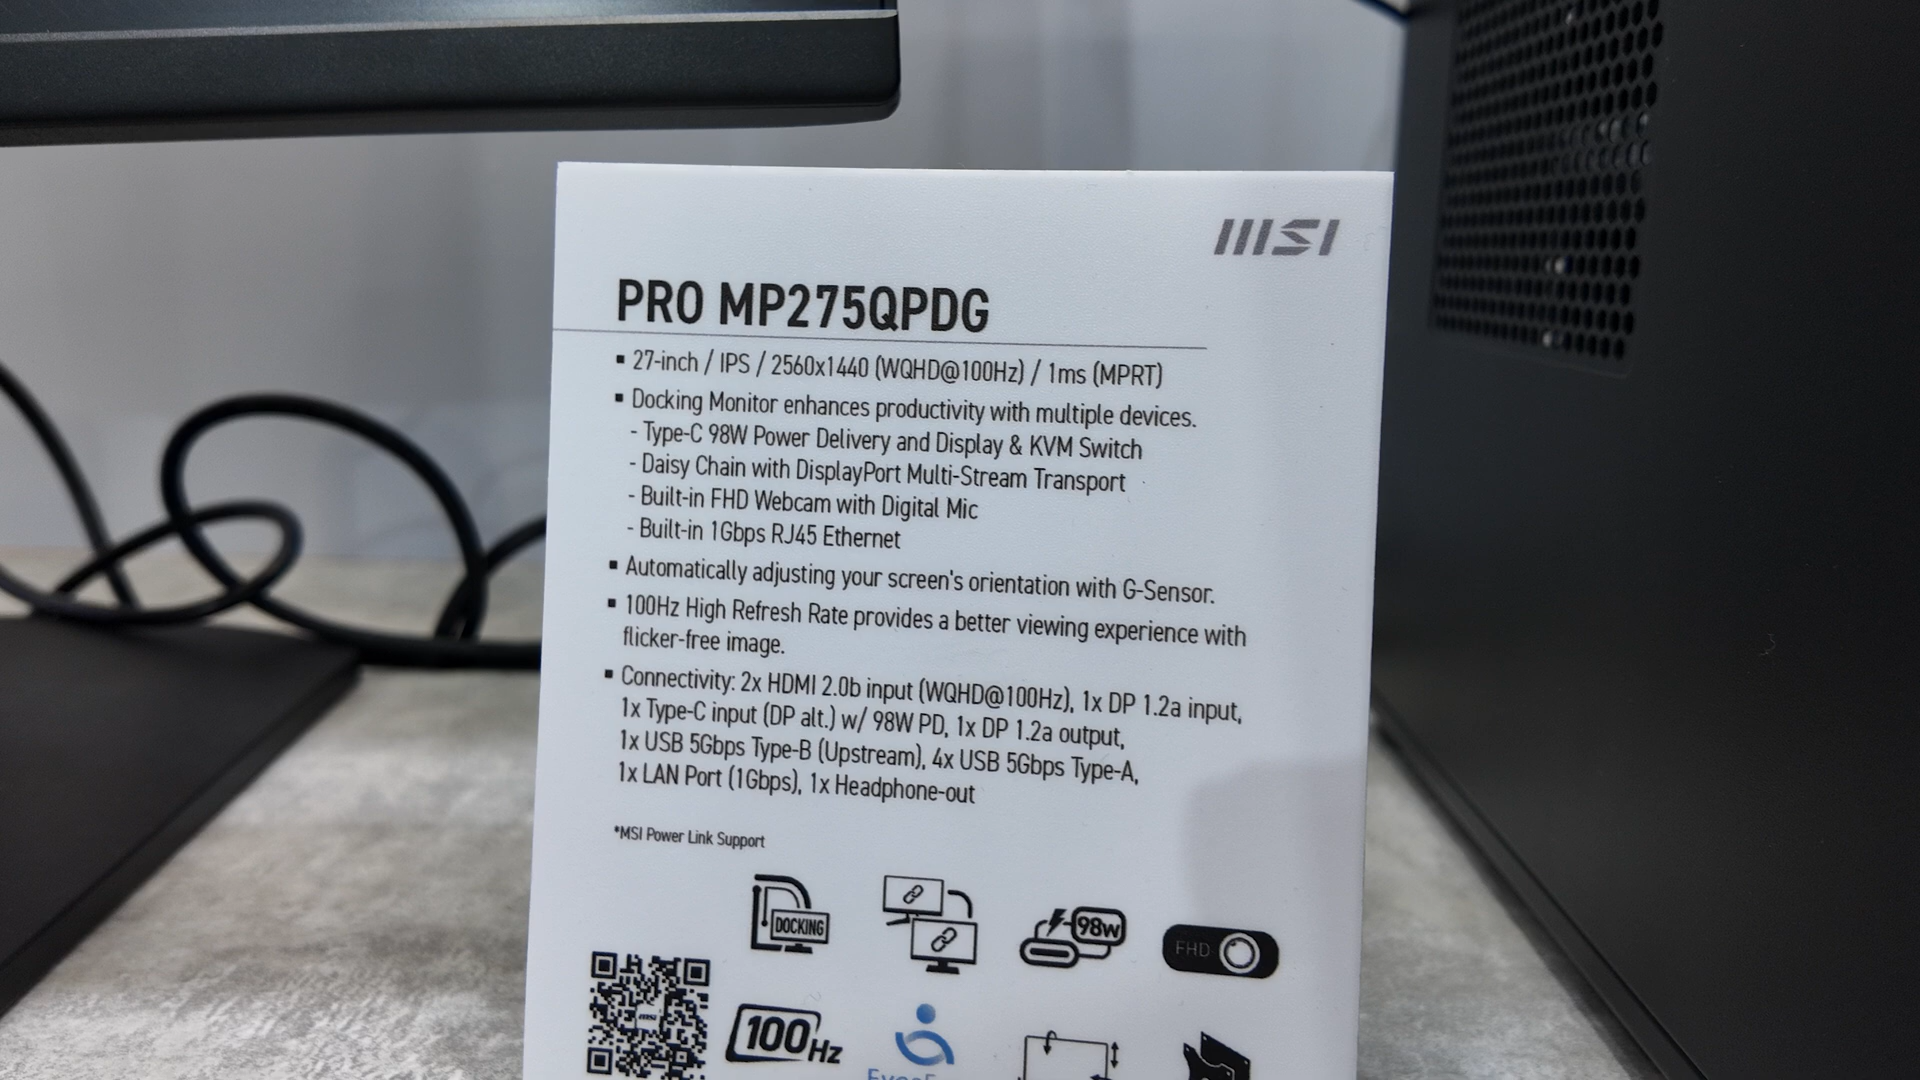 MSI
PRO MP275QPDG
▪ 27-inch / IPS / 2560x1440 (WQHD@100Hz) / 1ms (MPRT)
▪ Docking Monitor enhances productivity with multiple devices.
- Type-C 98W Power Delivery and Display & KVM Switch
- Daisy Chain with DisplayPort Multi-Stream Transport
- Built-in FHD Webcam with Digital Mic
- Built-in 1Gbps RJ45 Ethernet
▪ Automatically adjusting your screen's orientation with G-Sensor.
▪ 100Hz High Refresh Rate provides a better viewing experience with
flicker-free image.
▪ Connectivity: 2x HDMI 2.0b input (WQHD@100Hz), 1x DP 1.2a input,
1x Type-C input (DP alt.) w/ 98W PD, 1x DP 1.2a output,
1x USB 5Gbps Type-B (Upstream), 4x USB 5Gbps Type-A,
1x LAN Port (1Gbps), 1x Headphone-out
*MSI Power Link Support
DOCKING
98w
FHD
msi
100Hz